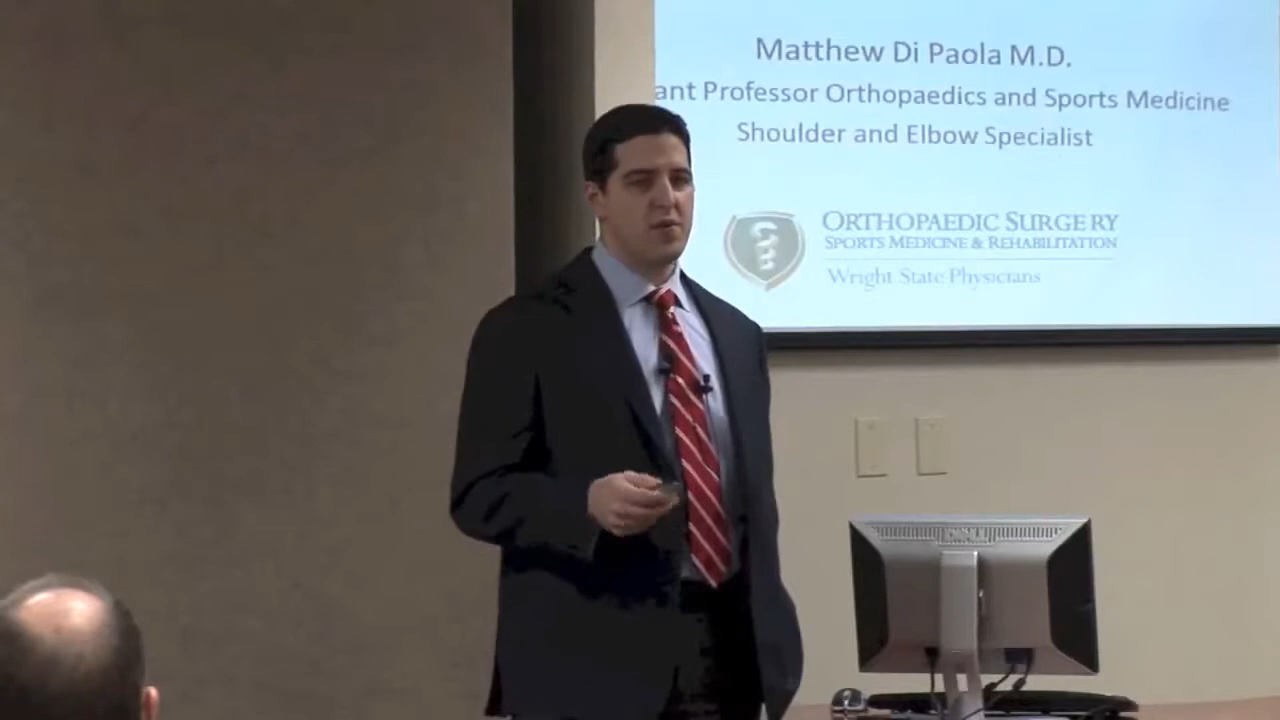 Matthew Di Paola M.D.
ant Professor Orthopaedics and Sports Medicine
Shoulder and Elbow Specialist
ORTHOPAEDIC SURGERY
SPORTS MEDICINE & REHABILITATION
Wright State Physicians